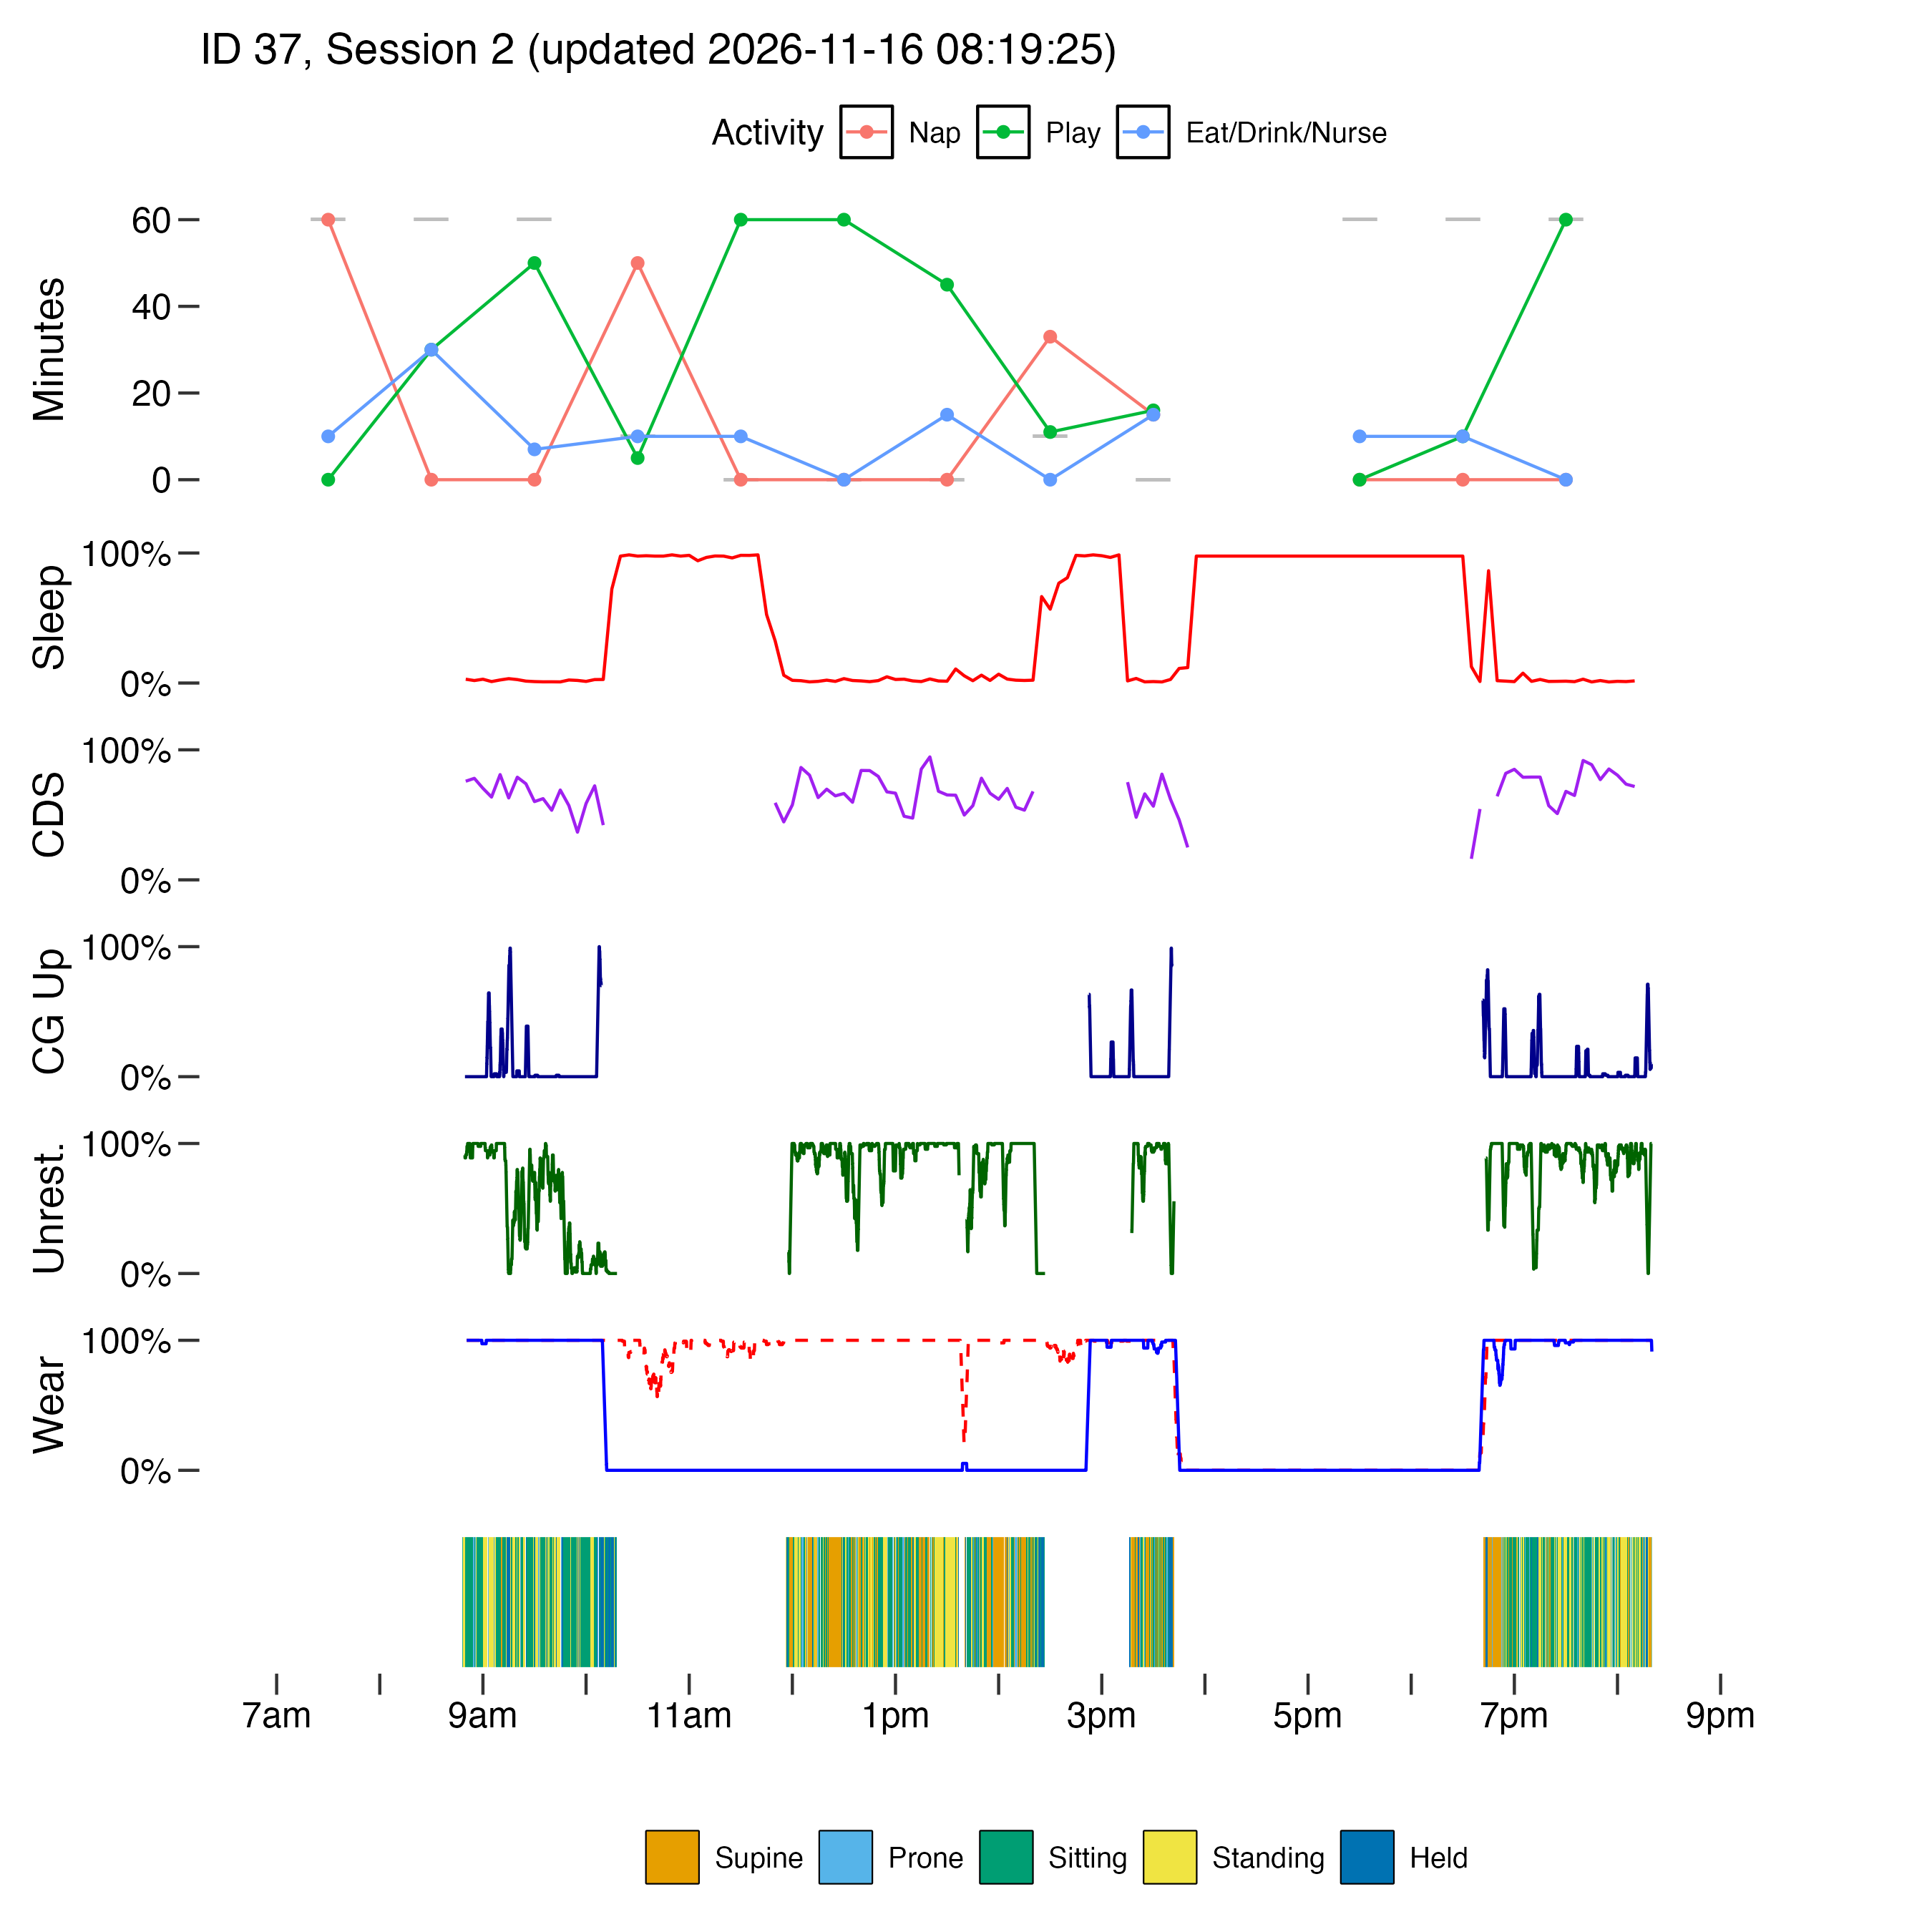 ID 37, Session 2 (updated 2026-11-16 08:19:25)
Activity Nap Play Eat/Drink/Nurse
Minutes
60
40
20
0
Sleep
100%
0%
CDS
100%
0%
CG Up
100%
0%
Unrest.
100%
0%
Wear
100%
0%
7am 9am 11am 1pm 3pm 5pm 7pm 9pm
Supine Prone Sitting Standing Held